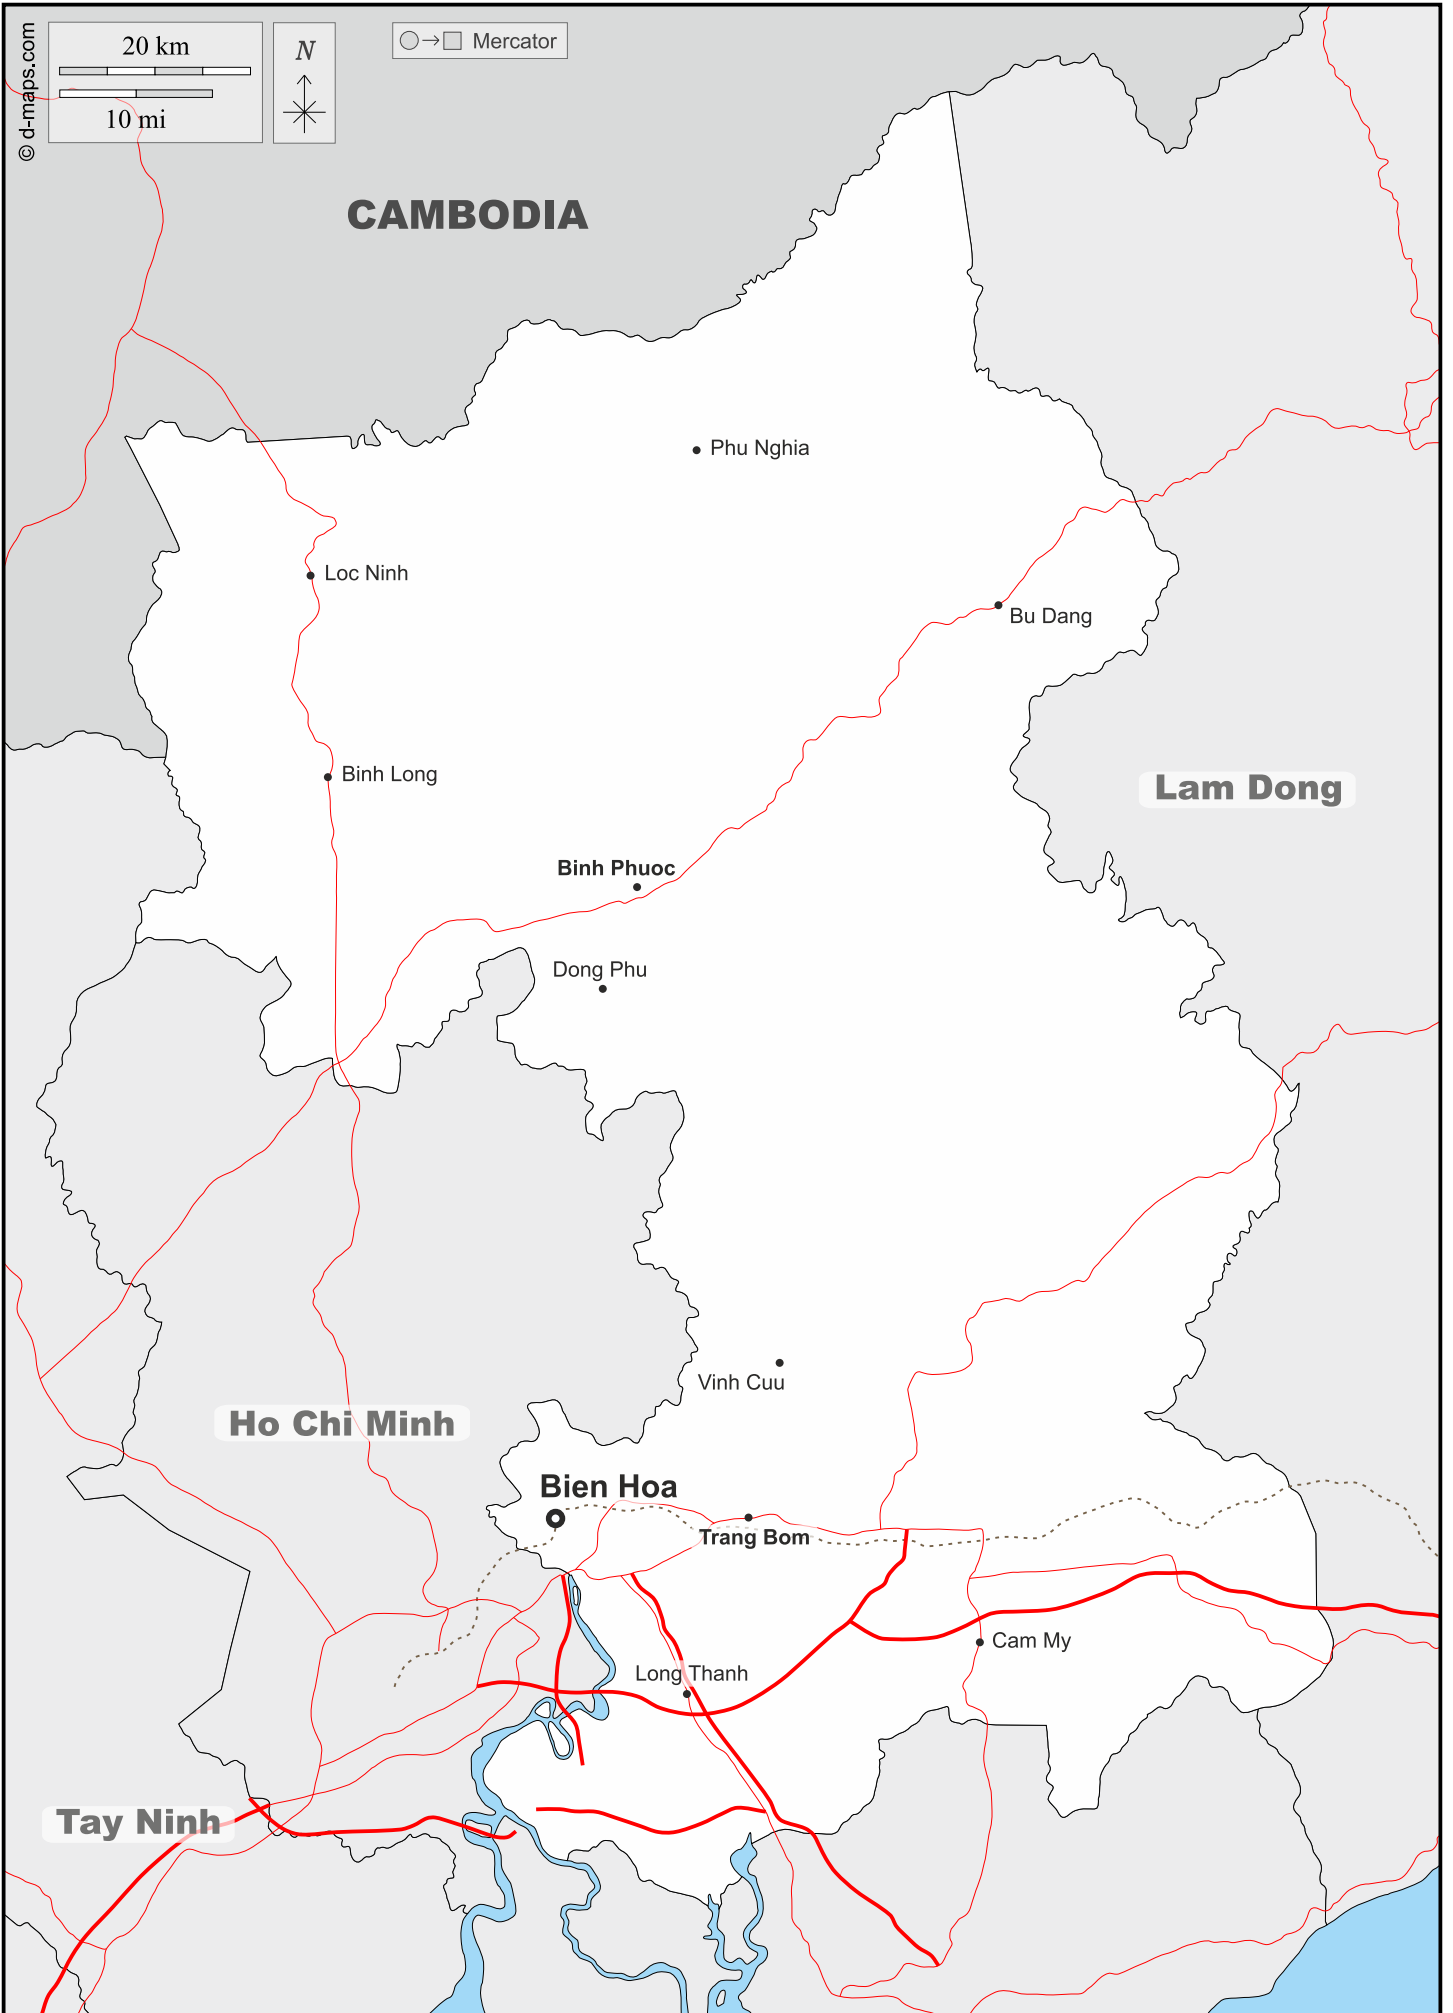 © d-maps.com
20 km
10 mi
N
Mercator
CAMBODIA
Phu Nghia
Loc Ninh
Bu Dang
Binh Long
Lam Dong
Binh Phuoc
Dong Phu
Vinh Cuu
Ho Chi Minh
Bien Hoa
Trang Bom
Cam My
Long Thanh
Tay Ninh